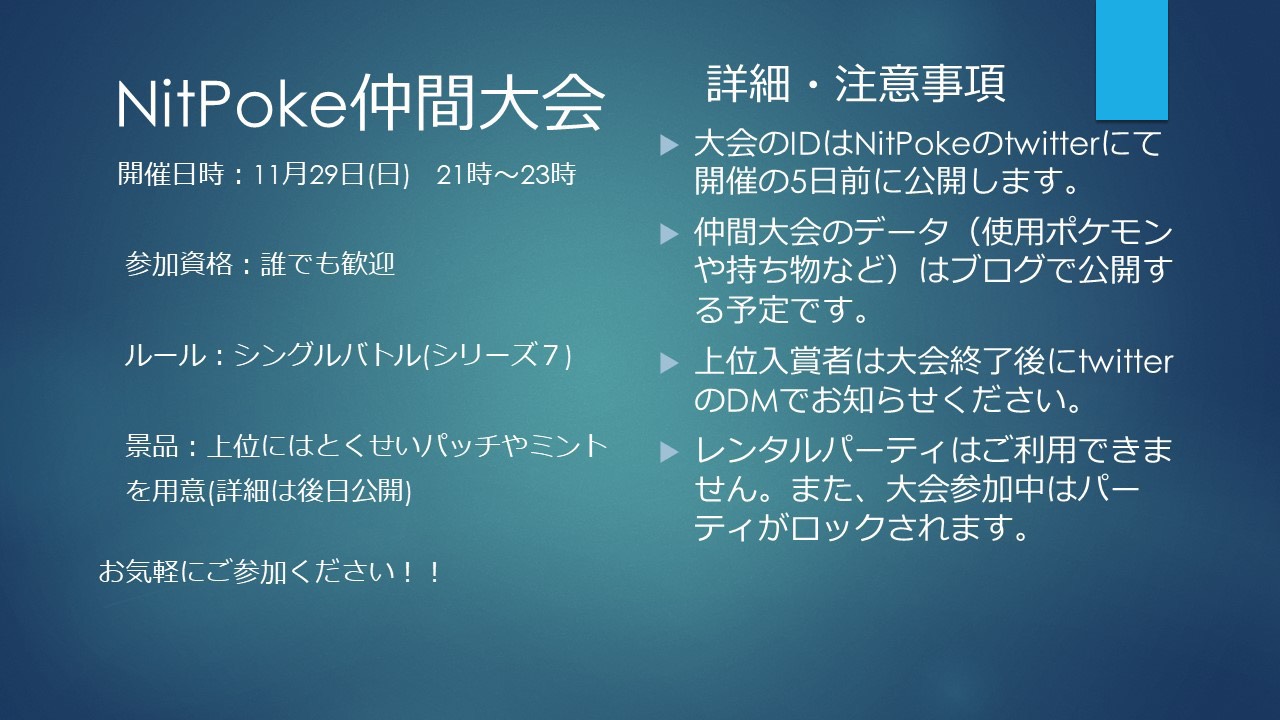 NitPoke仲間大会
開催日時：11月29日(日)　21時～23時
参加資格：誰でも歓迎
ルール：シングルバトル(シリーズ７)
景品：上位にはとくせいパッチやミント
を用意(詳細は後日公開)
お気軽にご参加ください！！
詳細・注意事項
大会のIDはNitPokeのtwitterにて
開催の5日前に公開します。
仲間大会のデータ（使用ポケモン
や持ち物など）はブログで公開す
る予定です。
上位入賞者は大会終了後にtwitter
のDMでお知らせください。
レンタルパーティはご利用できま
せん。また、大会参加中はパー
ティがロックされます。